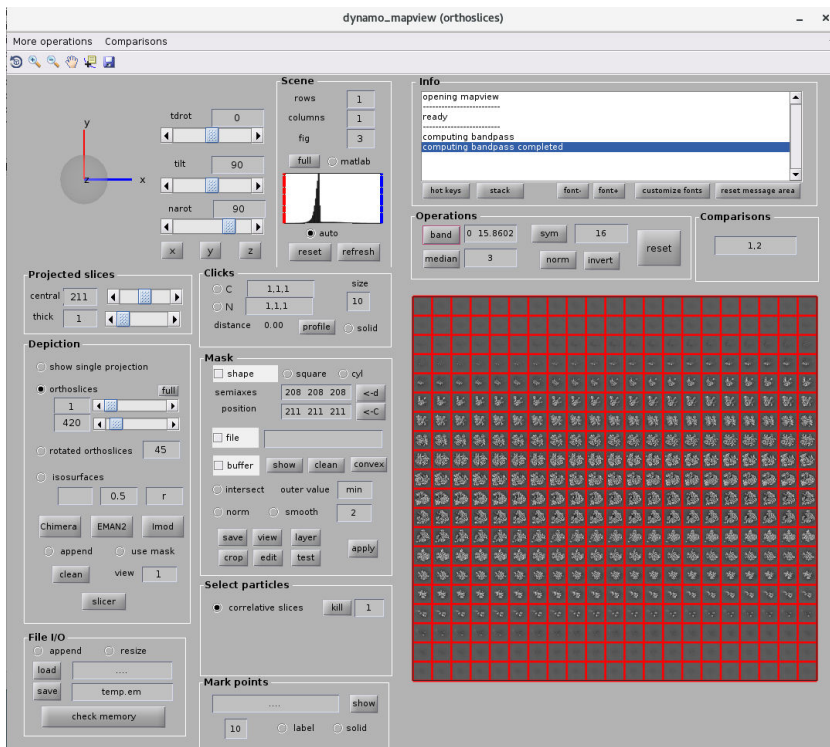 dynamo_mapview (orthoslices)
More operations Comparisons
y
z
x
tdrot 0
tilt 90
narot 90
x y z
Scene
rows 1
columns 1
fig 3
full matlab
auto
reset refresh
Info
opening mapview
------------------------
ready
------------------------
computing bandpass
computing bandpass completed
hot keys stack font- font+ customize fonts reset message area
Operations
band 0 15.8602 sym 16
median 3 norm invert
reset
Comparisons
1,2
Projected slices
central 211
thick 1
Clicks
C 1,1,1 size
N 1,1,1 10
distance 0.00 profile solid
Depiction
show single projection
orthoslices full
1
420
rotated orthoslices 45
isosurfaces
0.5 r
Chimera EMAN2 Imod
append use mask
clean view 1
slicer
Mask
shape square cyl
semiaxes 208 208 208 <-d
position 211 211 211 <-C
file
buffer show clean convex
intersect outer value min
norm smooth 2
save view layer
crop edit test
apply
Select particles
correlative slices kill 1
File I/O
append resize
load ....
save temp.em
check memory
Mark points
.... show
10 label solid